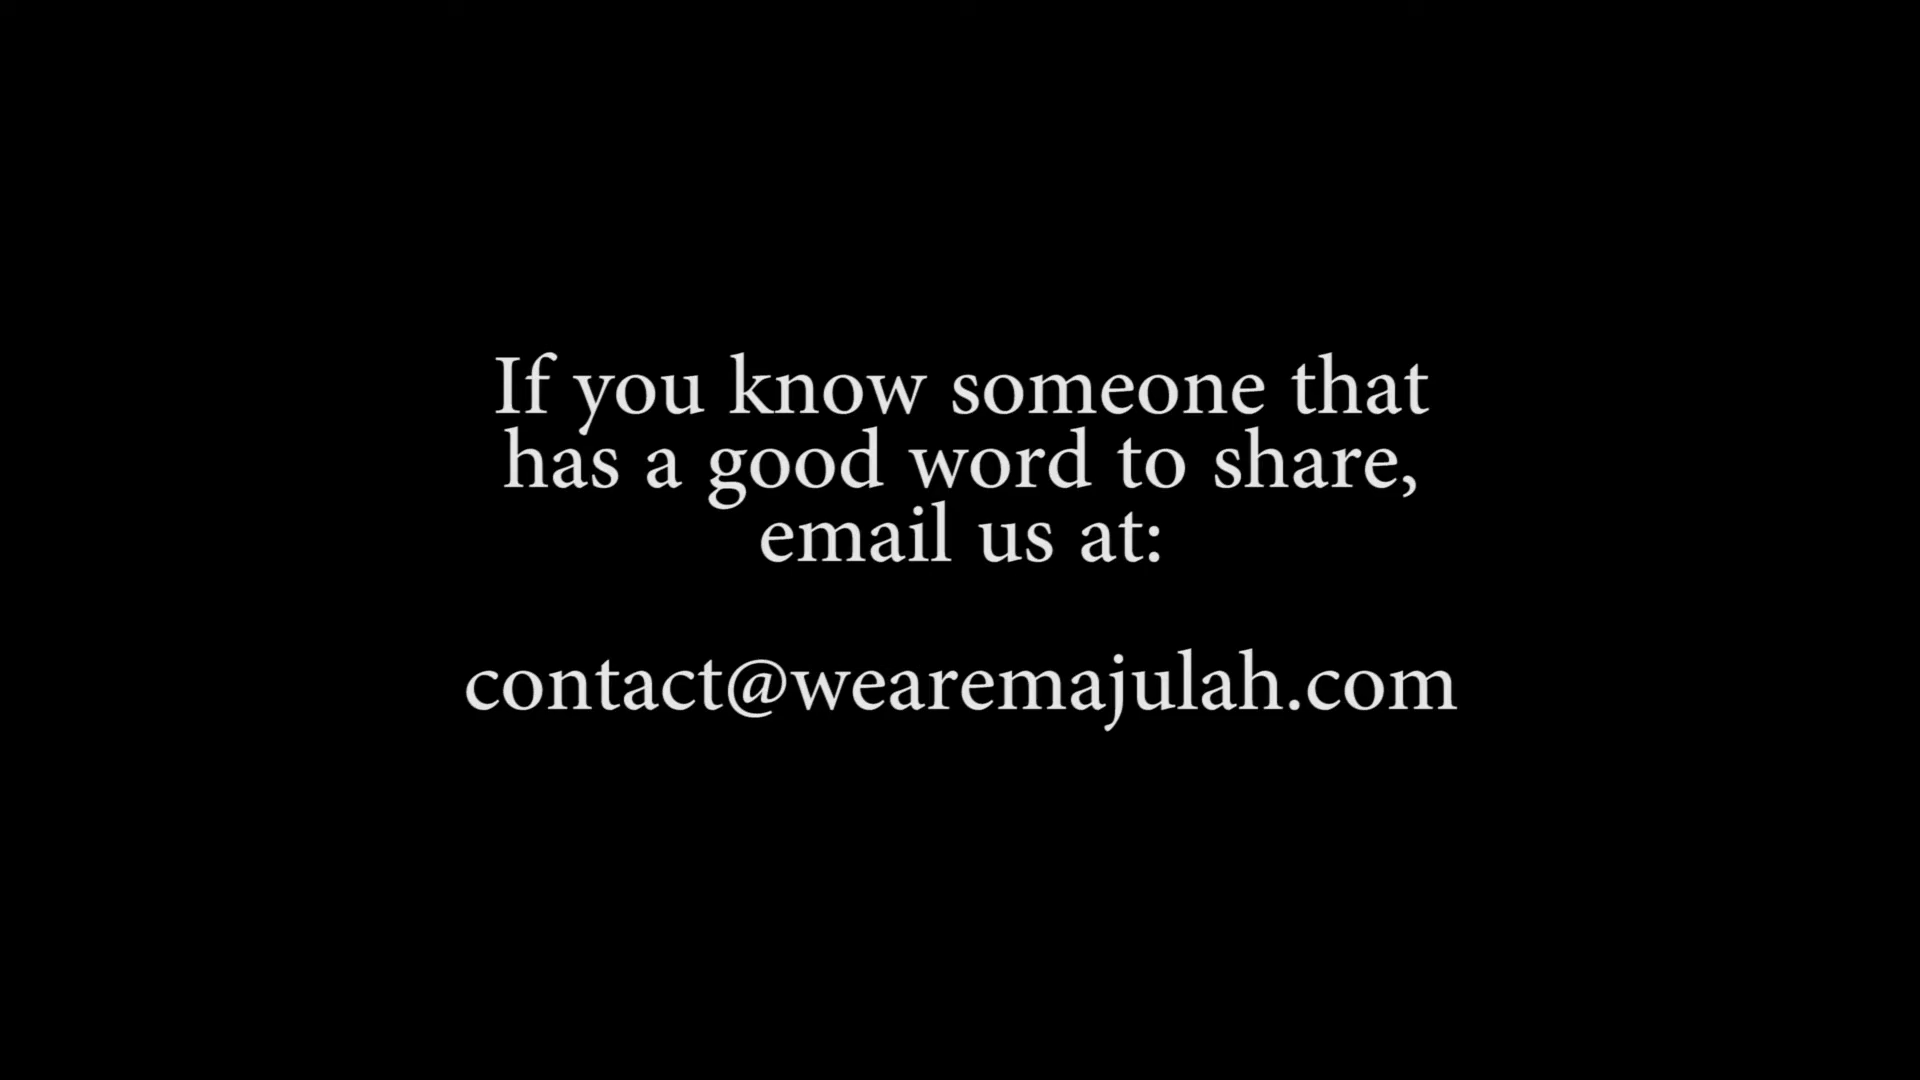 If you know someone that
has a good word to share,
email us at:
contact@wearemajulah.com